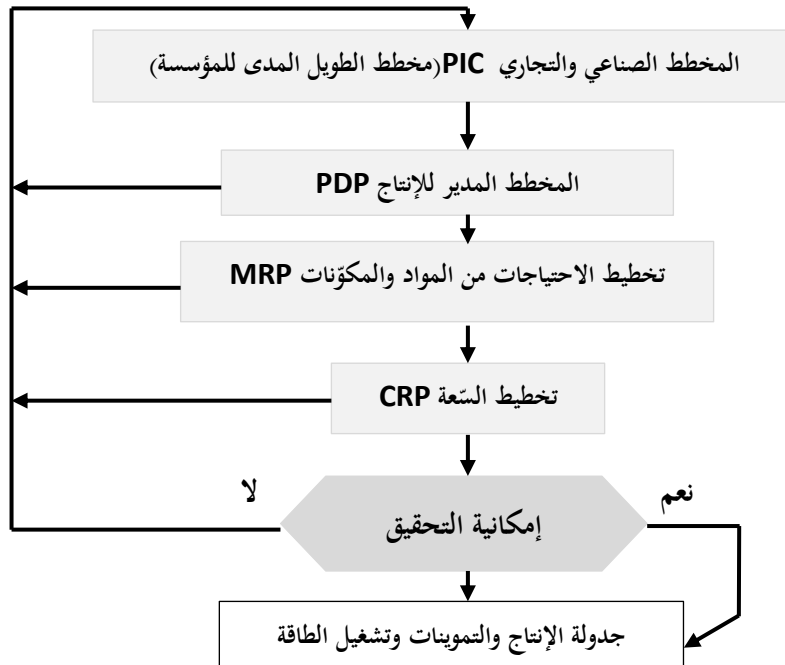 المخطط الصناعي والتجاري PIC(مخطط الطويل المدى للمؤسسة)
المخطط المدير للإنتاج PDP
تخطيط الاحتياجات من المواد والمكوّنات MRP
تخطيط السّعة CRP
نعم
لا
إمكانية التحقيق
جدولة الإنتاج والتموينات وتشغيل الطاقة